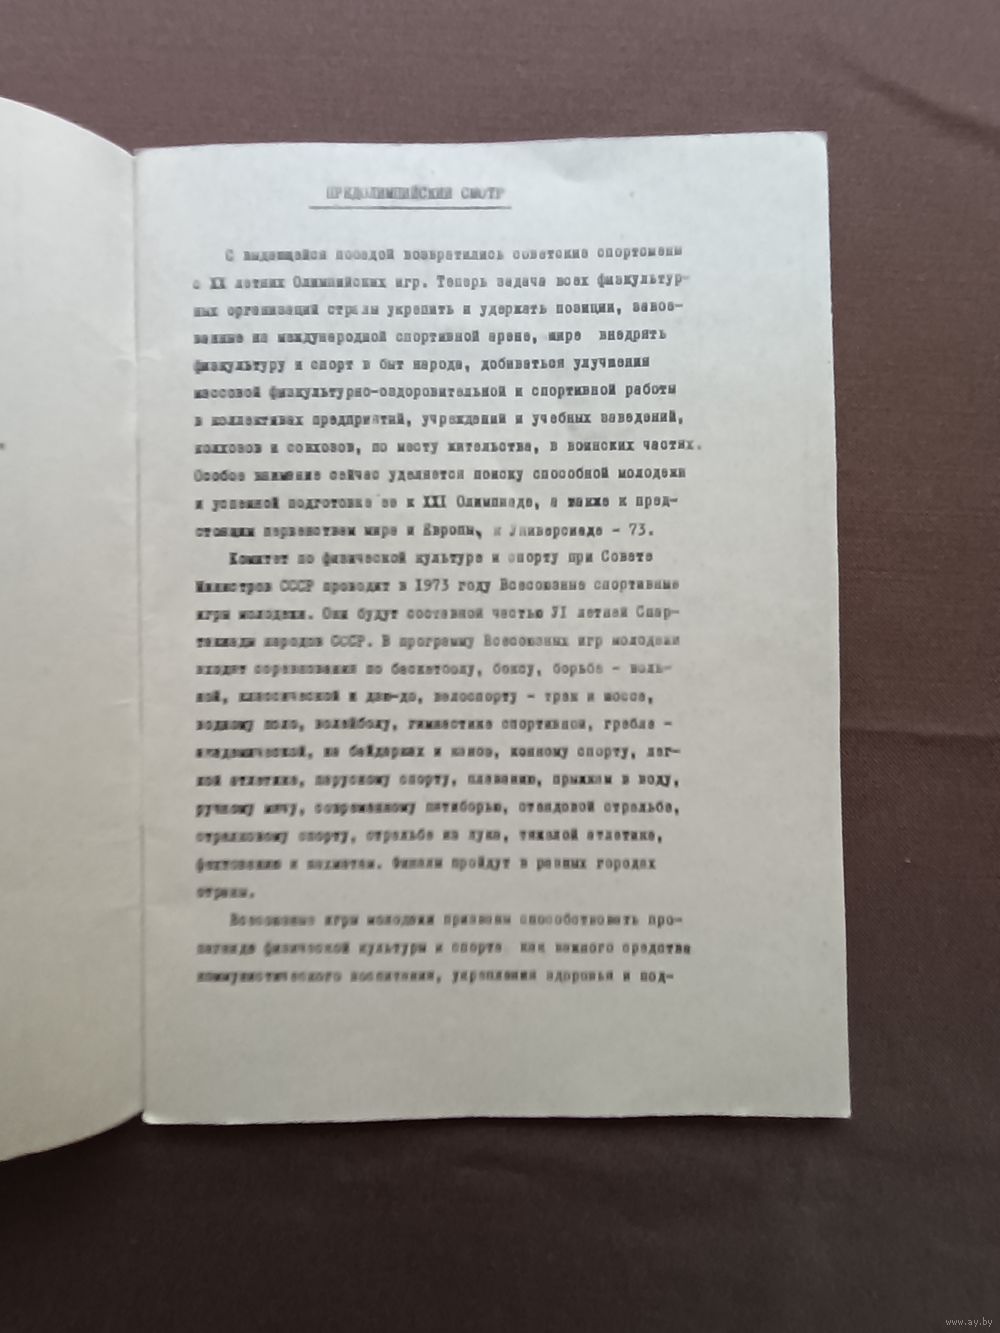 ПРЕДОЛИМПИЙСКИЙ СМОТР
С выдающейся победой возвратились советские спортсмены
с XX летних Олимпийских игр. Теперь задача всех физкультур-
ных организаций страны укрепить и удержать позиции, завое-
ванные на международной спортивной арене, шире внедрять
физкультуру и спорт в быт народа, добиваться улучшения
массовой физкультурно-оздоровительной и спортивной работы
в коллективах предприятий, учреждений и учебных заведений,
колхозов и совхозов, по месту жительства, в воинских частях.
Особое внимание сейчас уделяется поиску способной молодежи
и успешной подготовке ее к XXI Олимпиаде, а также к пред-
стоящим первенствам мира и Европы, к Универсиаде - 73.
Комитет по физической культуре и спорту при Совете
Министров СССР проводит в 1973 году Всесоюзные спортивные
игры молодежи. Они будут составной частью УI летней Спар-
такиады народов СССР. В программу Всесоюзных игр молодежи
входят соревнования по баскетболу, боксу, борьбе - воль-
ной, классической и дзю-до, велоспорту - трек и шоссе,
водному поло, волейболу, гимнастике спортивной, гребле -
академической, на байдарках и каноэ, конному спорту, лег-
кой атлетике, парусному спорту, плаванию, прыжкам в воду,
ручному мячу, современному пятиборью, стендовой стрельбе,
стрелковому спорту, стрельбе из лука, тяжелой атлетике,
фехтованию и шахматам. Финалы пройдут в разных городах
страны.
Всесоюзные игры молодежи призваны способствовать про-
паганде физической культуры и спорта как важного средства
коммунистического воспитания, укрепления здоровья и под-
www.ay.by